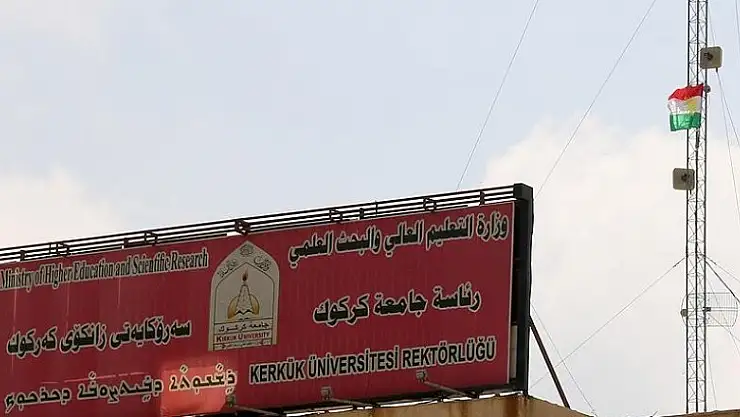 وزارة التعليم العالي والبحث العلمي
Ministry of Higher Education and Scientific Research
رئاسة جامعة كركوك
سەرۆکایەتی زانکۆی کەرکوک
جامعة كركوك
KIRKUK
UNIVERSITY
KERKÜK ÜNİVERSİTESİ REKTÖRLÜĞÜ